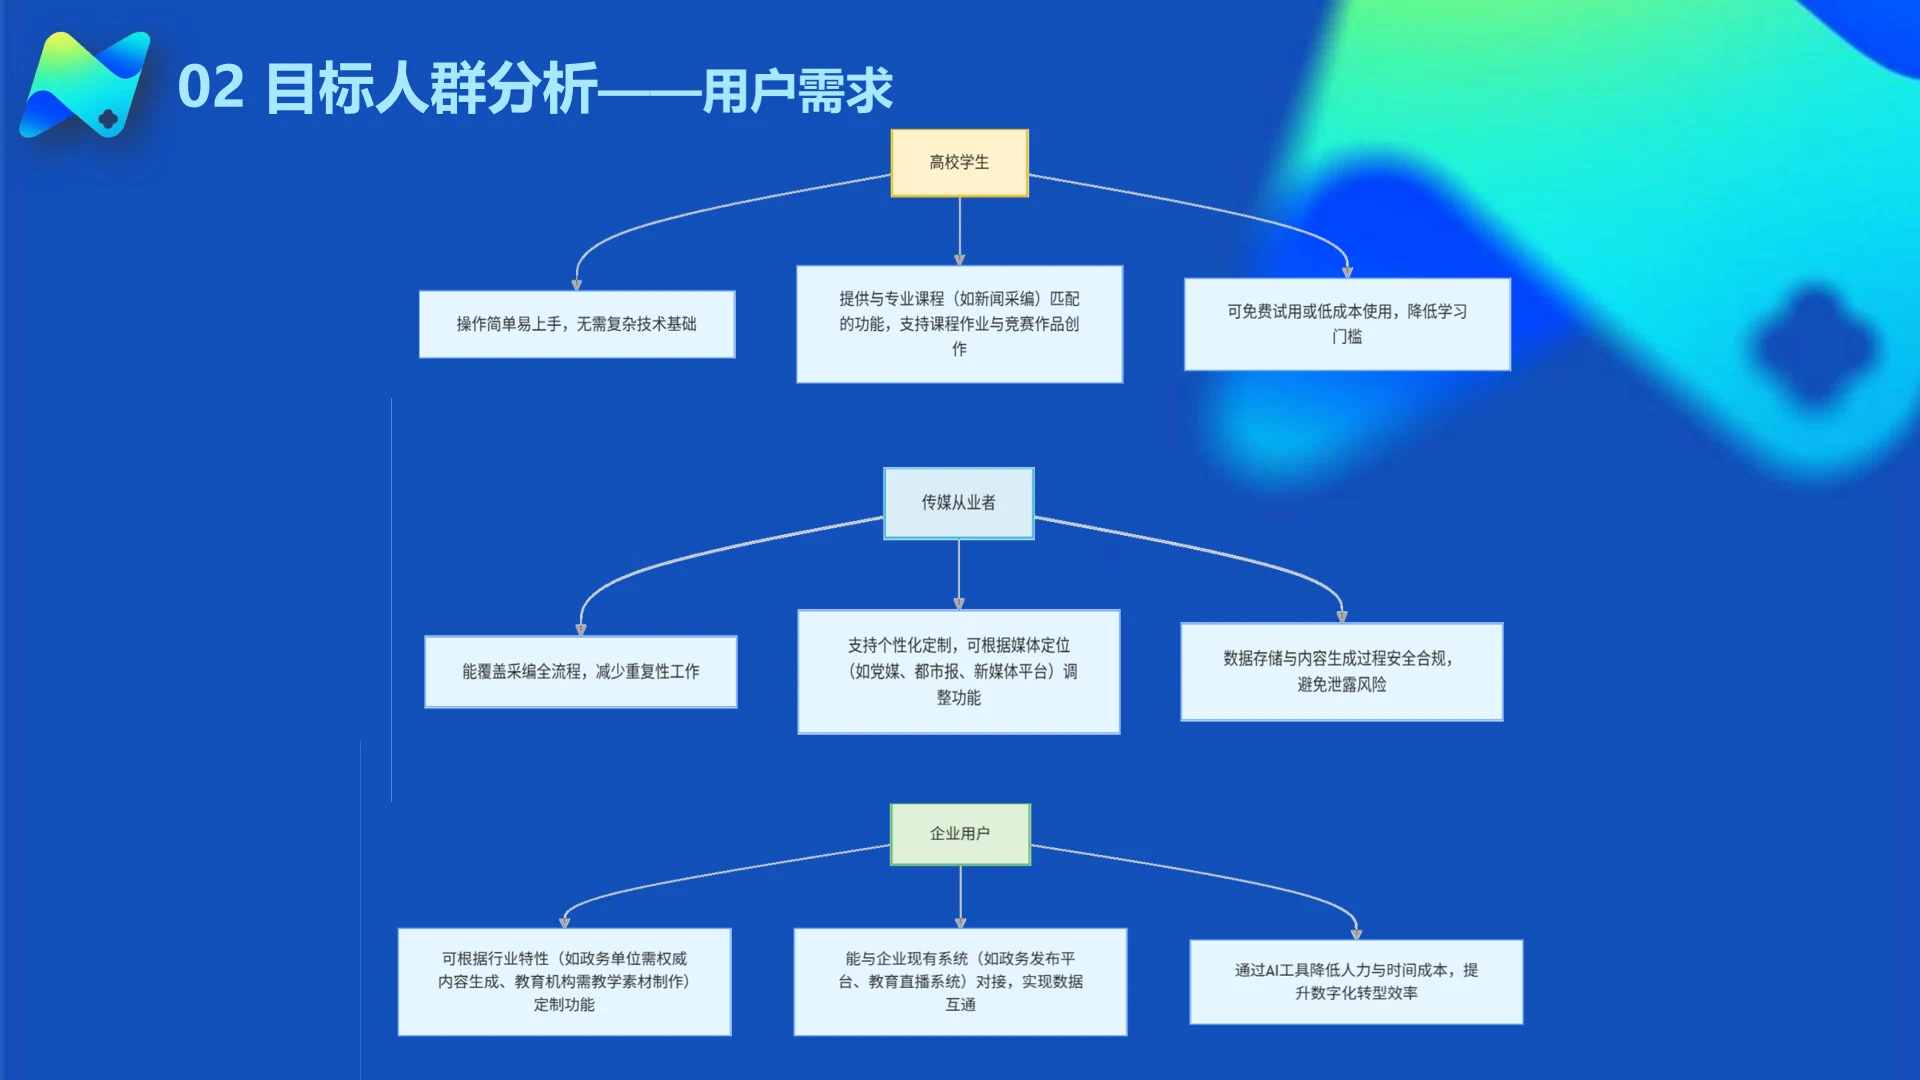 02 目标人群分析——用户需求
高校学生
操作简单易上手，无需复杂技术基础
提供与专业课程（如新闻采编）匹配
的功能，支持课程作业与竞赛作品创
作
可免费试用或低成本使用，降低学习
门槛
传媒从业者
能覆盖采编全流程，减少重复性工作
支持个性化定制，可根据媒体定位
（如党媒、都市报、新媒体平台）调
整功能
数据存储与内容生成过程安全合规，
避免泄露风险
企业用户
可根据行业特性（如政务单位需权威
内容生成、教育机构需教学素材制作）
定制功能
能与企业现有系统（如政务发布平
台、教育直播系统）对接，实现数据
互通
通过AI工具降低人力与时间成本，提
升数字化转型效率